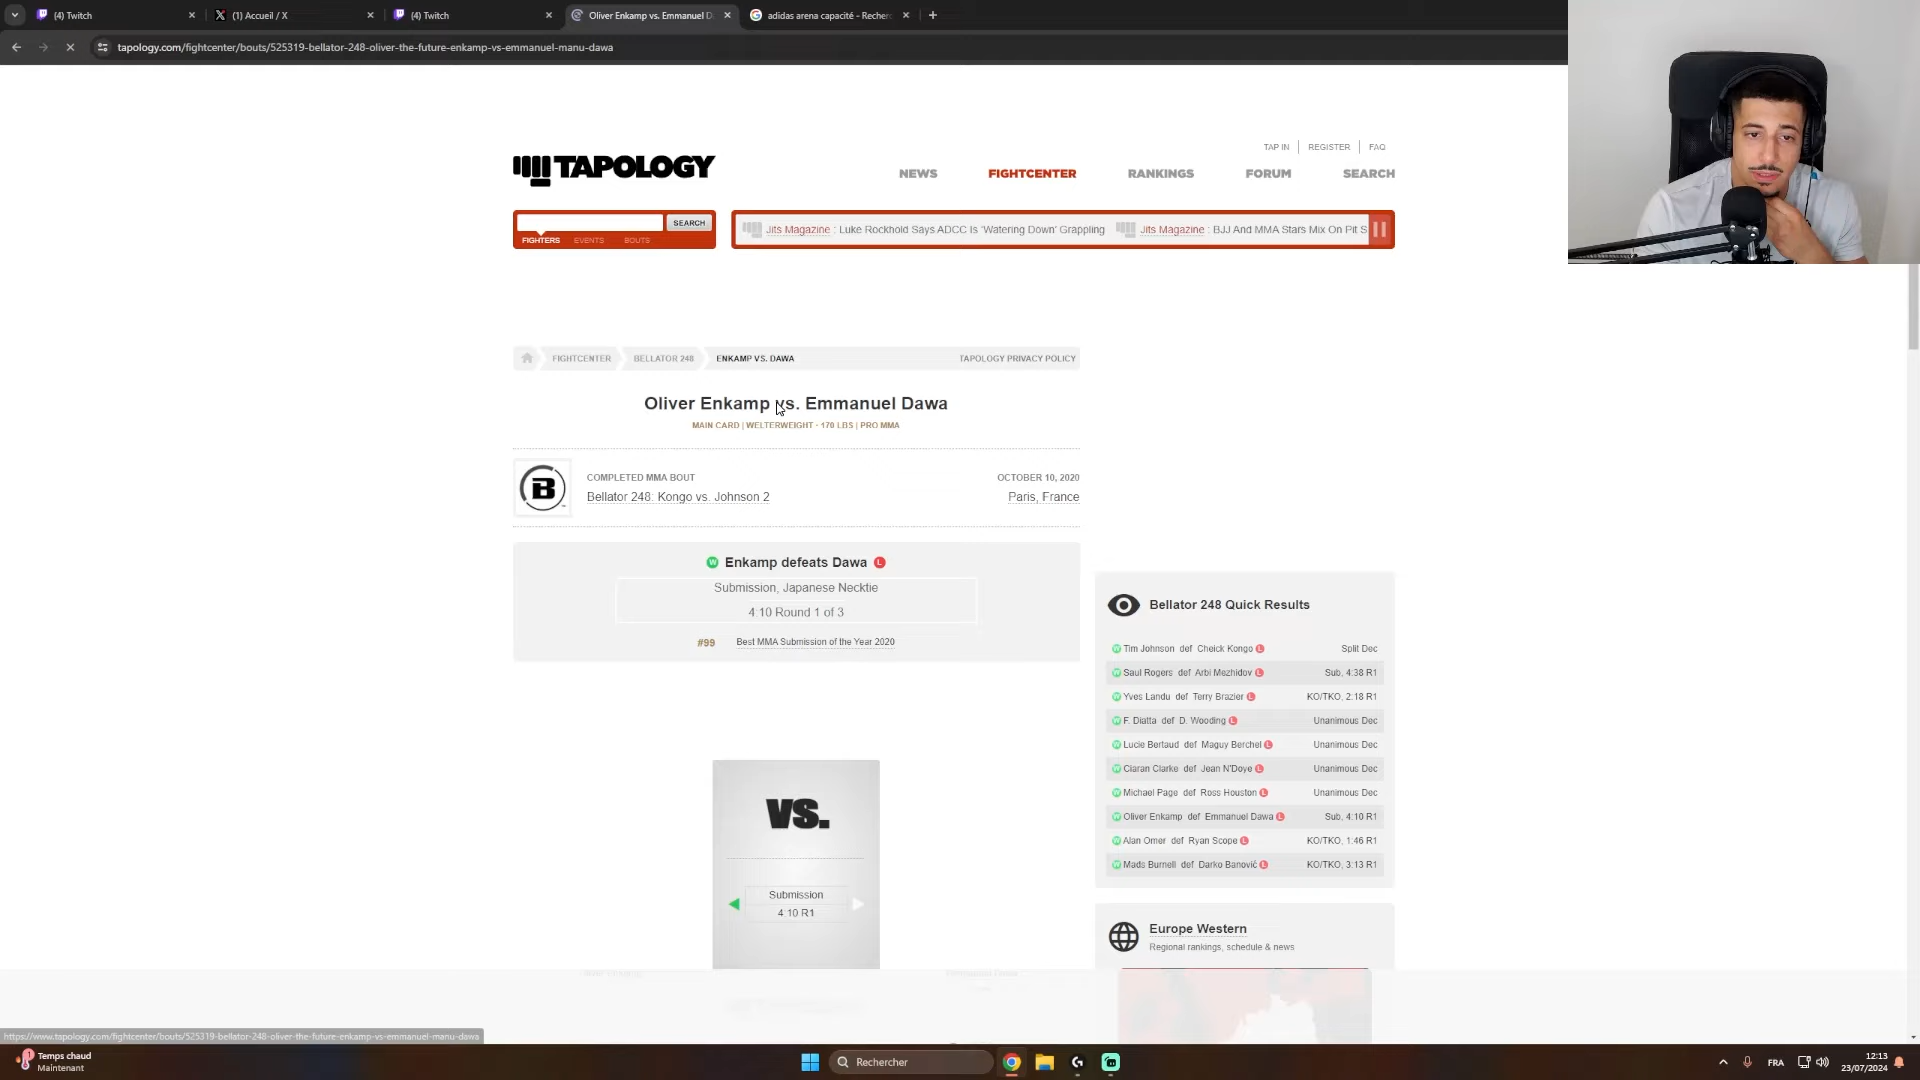 (4) Twitch
(1) Accueil / X
(4) Twitch
Oliver Enkamp vs. Emmanuel D
adidas arena capacité - Recher
tapology.com/fightcenter/bouts/525319-bellator-248-oliver-the-future-enkamp-vs-emmanuel-manu-dawa
TAP IN
REGISTER
FAQ
TAPOLOGY
NEWS
FIGHTCENTER
RANKINGS
FORUM
SEARCH
SEARCH
FIGHTERS
EVENTS
BOUTS
Jits Magazine : Luke Rockhold Says ADCC Is 'Watering Down' Grappling
Jits Magazine : BJJ And MMA Stars Mix On Pit S
FIGHTCENTER
BELLATOR 248
ENKAMP VS. DAWA
TAPOLOGY PRIVACY POLICY
Oliver Enkamp vs. Emmanuel Dawa
MAIN CARD | WELTERWEIGHT · 170 LBS | PRO MMA
B
COMPLETED MMA BOUT
OCTOBER 10, 2020
Bellator 248: Kongo vs. Johnson 2
Paris, France
W Enkamp defeats Dawa L
Submission, Japanese Necktie
4:10 Round 1 of 3
#99 Best MMA Submission of the Year 2020
VS.
Submission
4:10 R1
Bellator 248 Quick Results
W Tim Johnson def Cheick Kongo L Split Dec
W Saul Rogers def Arbi Mezhidov L Sub, 4:38 R1
W Yves Landu def Terry Brazier L KO/TKO, 2:18 R1
W F. Diatta def D. Wooding L Unanimous Dec
W Lucie Bertaud def Maguy Berchel L Unanimous Dec
W Ciaran Clarke def Jean N'Doye L Unanimous Dec
W Michael Page def Ross Houston L Unanimous Dec
W Oliver Enkamp def Emmanuel Dawa L Sub, 4:10 R1
W Alan Omer def Ryan Scope L KO/TKO, 1:46 R1
W Mads Burnell def Darko Banović L KO/TKO, 3:13 R1
Europe Western
Regional rankings, schedule & news
https://www.tapology.com/fightcenter/bouts/525319-bellator-248-oliver-the-future-enkamp-vs-emmanuel-manu-dawa
Temps chaud
Maintenant
Rechercher
FRA
12:13
23/07/2024